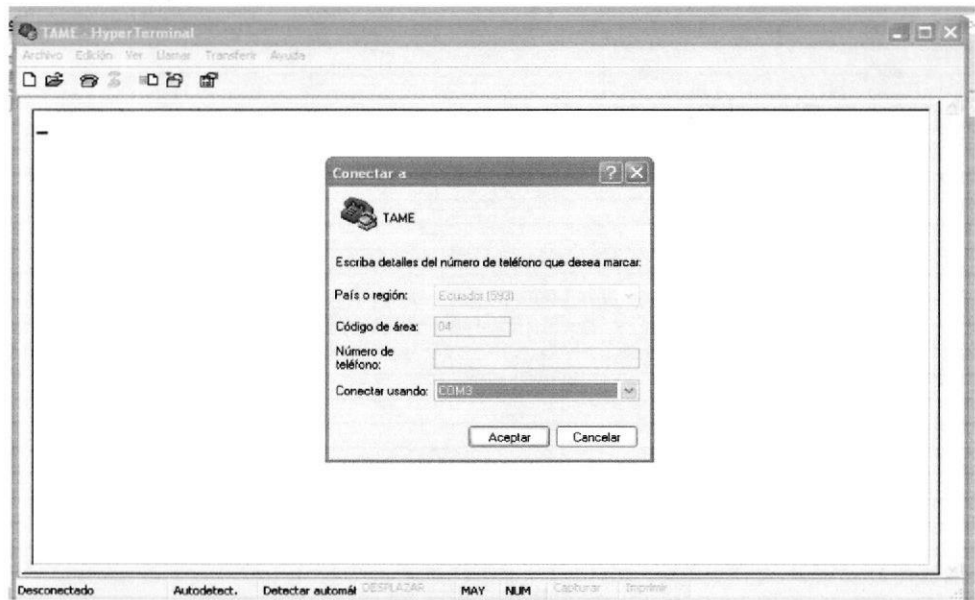 TAME - HyperTerminal
Archivo Edición Ver Llamar Transferir Ayuda
Conectar a
TAME
Escriba detalles del número de teléfono que desea marcar:
País o región: Ecuador (593)
Código de área: 04
Número de
teléfono:
Conectar usando: COM3
Aceptar Cancelar
Desconectado Autodetect. Detectar automát DESPLAZAR MAY NUM Capturar Imprimir